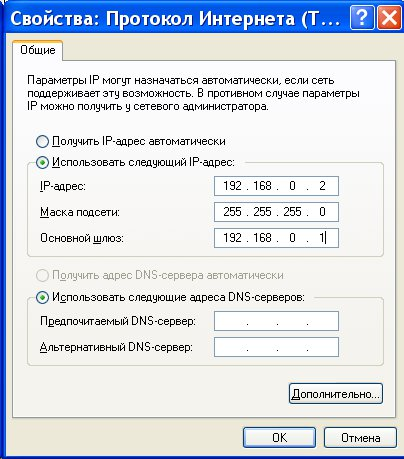 Свойства: Протокол Интернета (T...
Общие
Параметры IP могут назначаться автоматически, если сеть
поддерживает эту возможность. В противном случае параметры
IP можно получить у сетевого администратора.
Получить IP-адрес автоматически
Использовать следующий IP-адрес:
IP-адрес: 192 . 168 . 0 . 2
Маска подсети: 255 . 255 . 255 . 0
Основной шлюз: 192 . 168 . 0 . 1
Получить адрес DNS-сервера автоматически
Использовать следующие адреса DNS-серверов:
Предпочитаемый DNS-сервер: . . .
Альтернативный DNS-сервер: . . .
Дополнительно...
OK Отмена